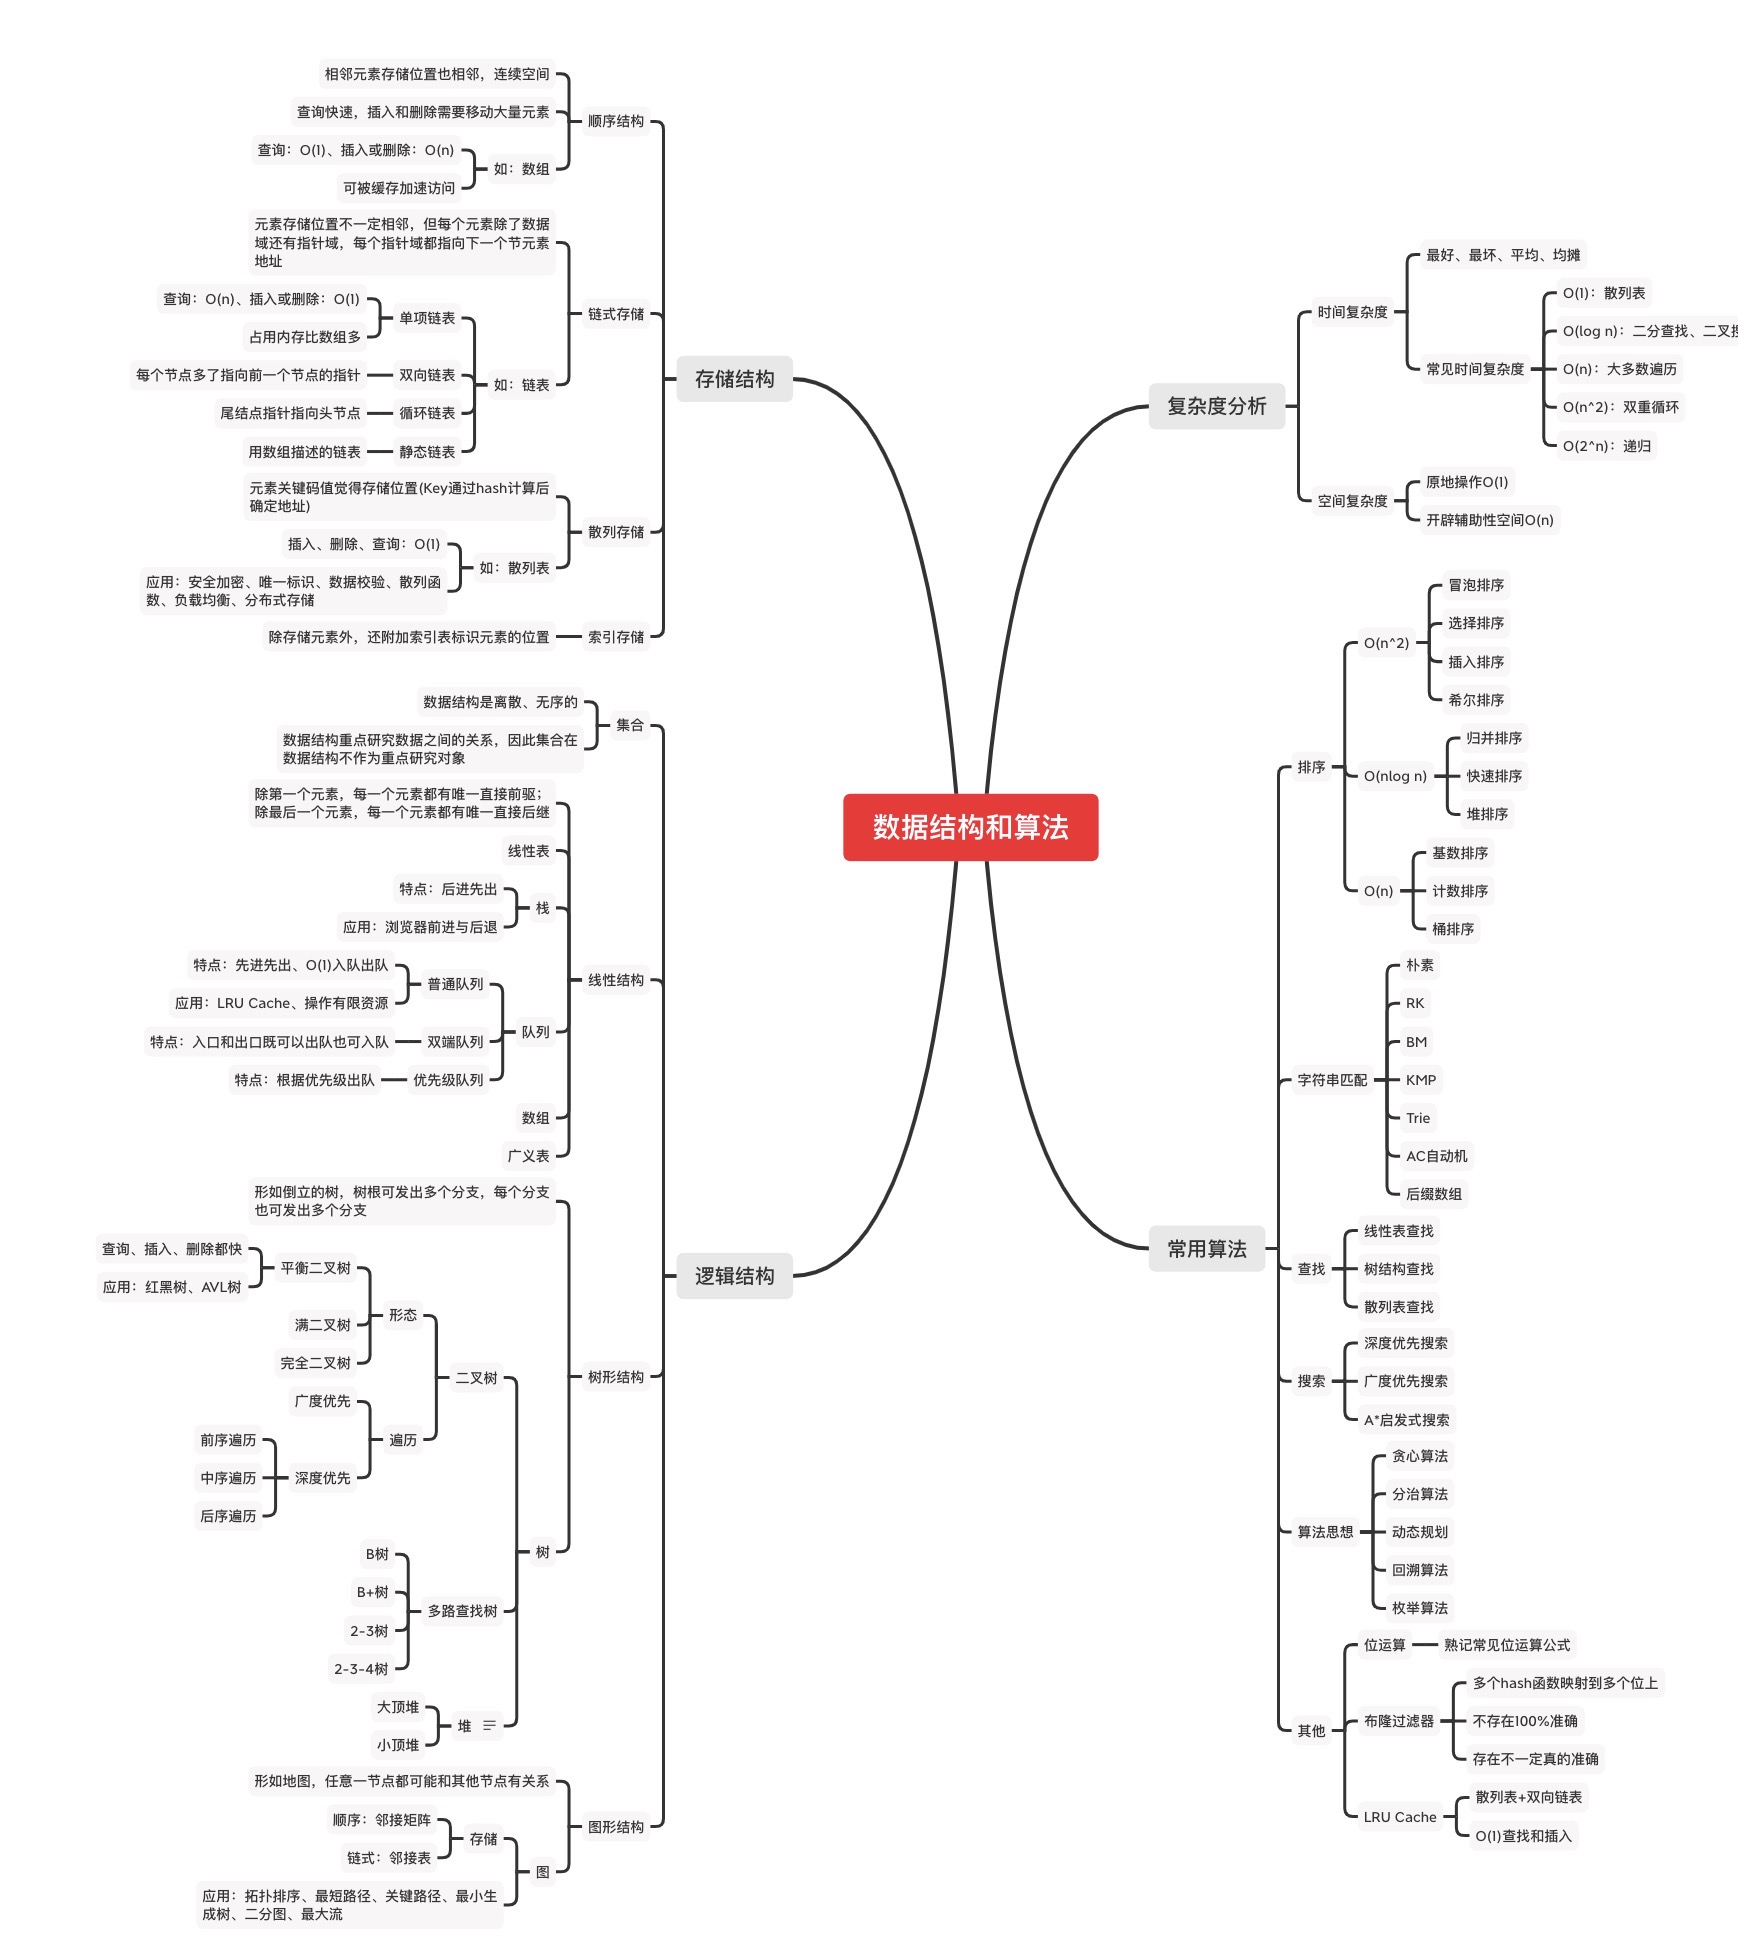 数据结构和算法
存储结构
顺序结构
相邻元素存储位置也相邻，连续空间
查询快速，插入和删除需要移动大量元素
如：数组
查询：O(1)、插入或删除：O(n)
可被缓存加速访问
链式存储
元素存储位置不一定相邻，但每个元素除了数据
域还有指针域，每个指针域都指向下一个节元素
地址
如：链表
单项链表
查询：O(n)、插入或删除：O(1)
占用内存比数组多
双向链表
每个节点多了指向前一个节点的指针
循环链表
尾结点指针指向头节点
静态链表
用数组描述的链表
散列存储
元素关键码值觉得存储位置(Key通过hash计算后
确定地址)
如：散列表
插入、删除、查询：O(1)
应用：安全加密、唯一标识、数据校验、散列函
数、负载均衡、分布式存储
索引存储
除存储元素外，还附加索引表标识元素的位置
逻辑结构
集合
数据结构是离散、无序的
数据结构重点研究数据之间的关系，因此集合在
数据结构不作为重点研究对象
线性结构
除第一个元素，每一个元素都有唯一直接前驱；
除最后一个元素，每一个元素都有唯一直接后继
线性表
栈
特点：后进先出
应用：浏览器前进与后退
队列
普通队列
特点：先进先出、O(1)入队出队
应用：LRU Cache、操作有限资源
双端队列
特点：入口和出口既可以出队也可入队
优先级队列
特点：根据优先级出队
数组
广义表
树形结构
形如倒立的树，树根可发出多个分支，每个分支
也可发出多个分支
树
二叉树
形态
平衡二叉树
查询、插入、删除都快
应用：红黑树、AVL树
满二叉树
完全二叉树
遍历
广度优先
深度优先
前序遍历
中序遍历
后序遍历
多路查找树
B树
B+树
2-3树
2-3-4树
堆
大顶堆
小顶堆
图形结构
形如地图，任意一节点都可能和其他节点有关系
图
存储
顺序：邻接矩阵
链式：邻接表
应用：拓扑排序、最短路径、关键路径、最小生
成树、二分图、最大流
复杂度分析
时间复杂度
最好、最坏、平均、均摊
常见时间复杂度
O(1)：散列表
O(log n)：二分查找、二叉
O(n)：大多数遍历
O(n^2)：双重循环
O(2^n)：递归
空间复杂度
原地操作O(1)
开辟辅助性空间O(n)
常用算法
排序
O(n^2)
冒泡排序
选择排序
插入排序
希尔排序
O(nlog n)
归并排序
快速排序
堆排序
O(n)
基数排序
计数排序
桶排序
字符串匹配
朴素
RK
BM
KMP
Trie
AC自动机
后缀数组
查找
线性表查找
树结构查找
散列表查找
搜索
深度优先搜索
广度优先搜索
A*启发式搜索
算法思想
贪心算法
分治算法
动态规划
回溯算法
枚举算法
其他
位运算
熟记常见位运算公式
布隆过滤器
多个hash函数映射到多个位上
不存在100%准确
存在不一定真的准确
LRU Cache
散列表+双向链表
O(1)查找和插入